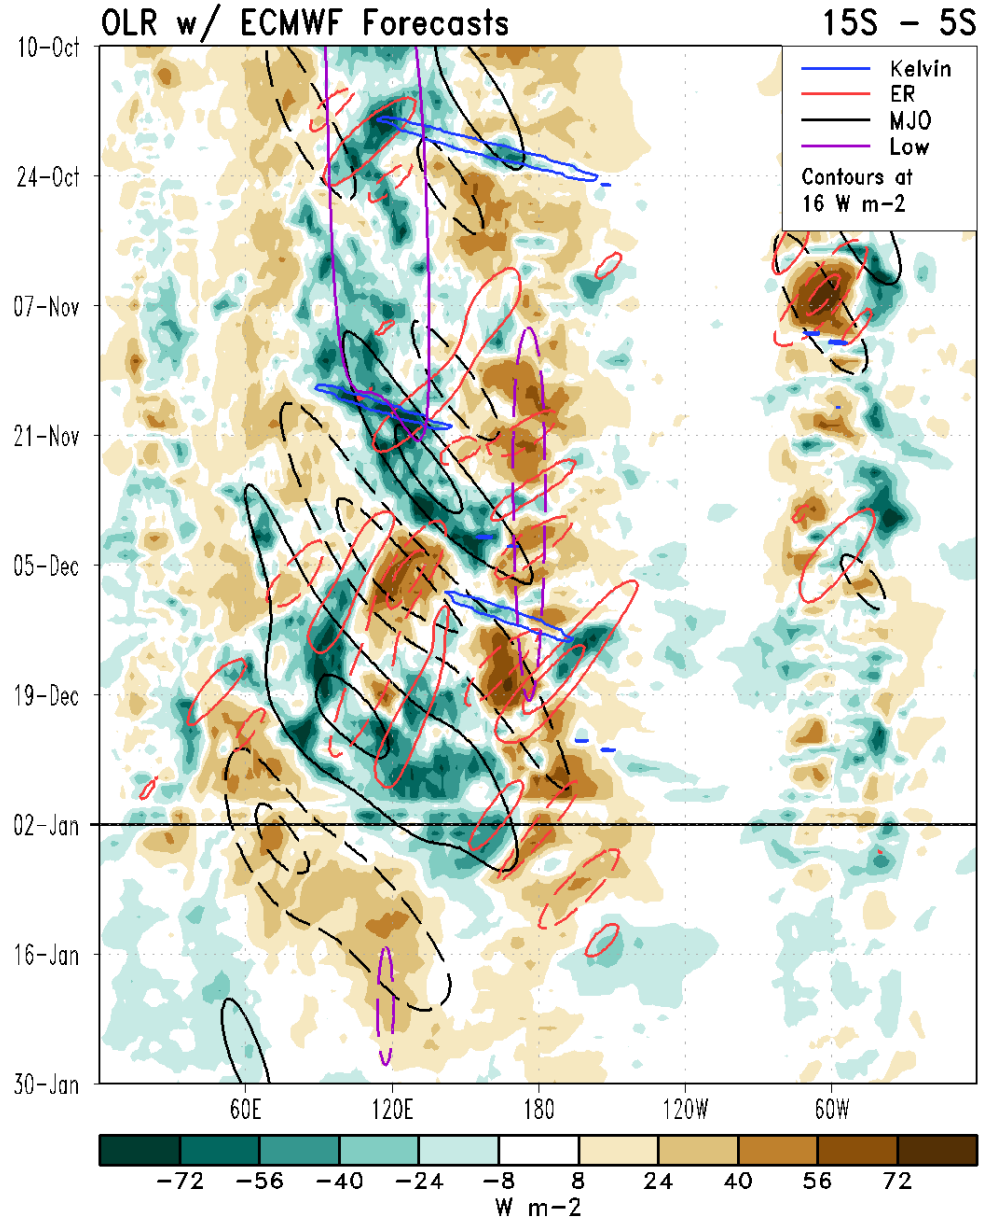 OLR w/ ECMWF Forecasts 15S - 5S
10-Oct
24-Oct
07-Nov
21-Nov
05-Dec
19-Dec
02-Jan
16-Jan
30-Jan
Kelvin
ER
MJO
Low
Contours at
16 W m-2
60E 120E 180 120W 60W
-72 -56 -40 -24 -8 8 24 40 56 72
W m-2